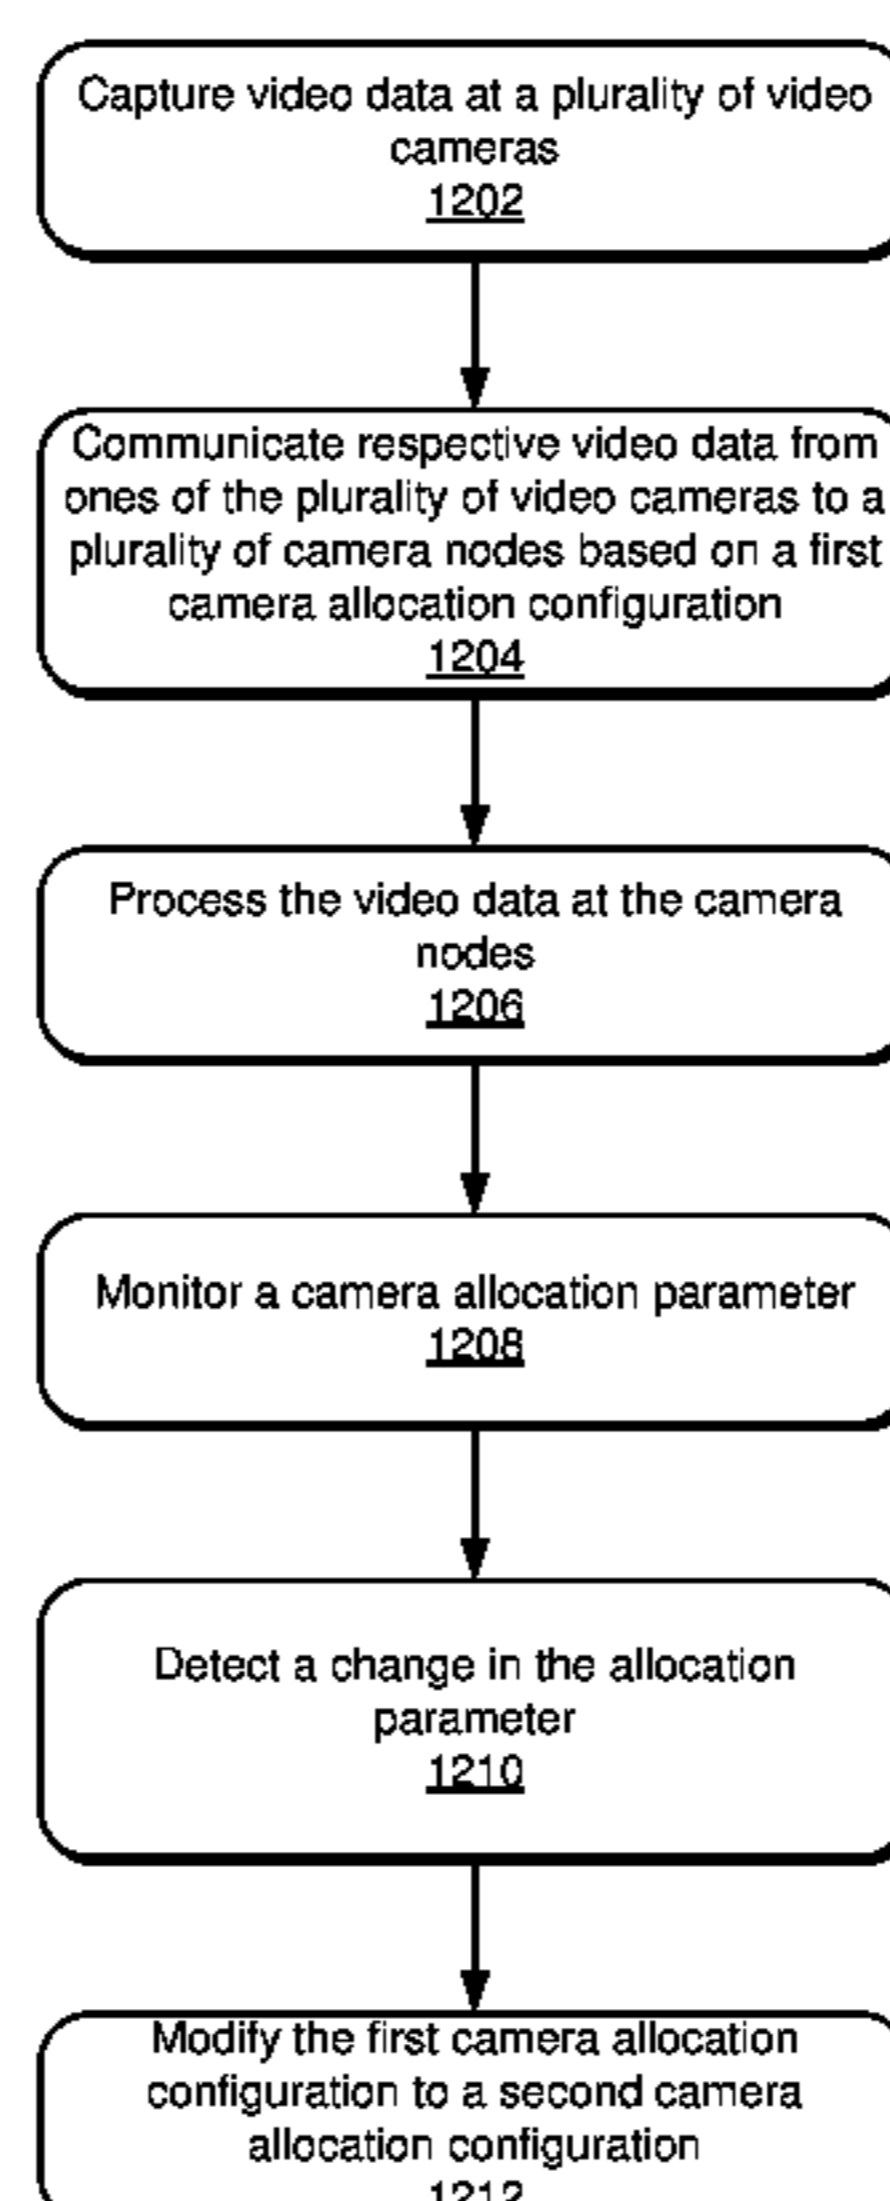 Capture video data at a plurality of video
cameras
1202
Communicate respective video data from
ones of the plurality of video cameras to a
plurality of camera nodes based on a first
camera allocation configuration
1204
Process the video data at the camera
nodes
1206
Monitor a camera allocation parameter
1208
Detect a change in the allocation
parameter
1210
Modify the first camera allocation
configuration to a second camera
allocation configuration
1212